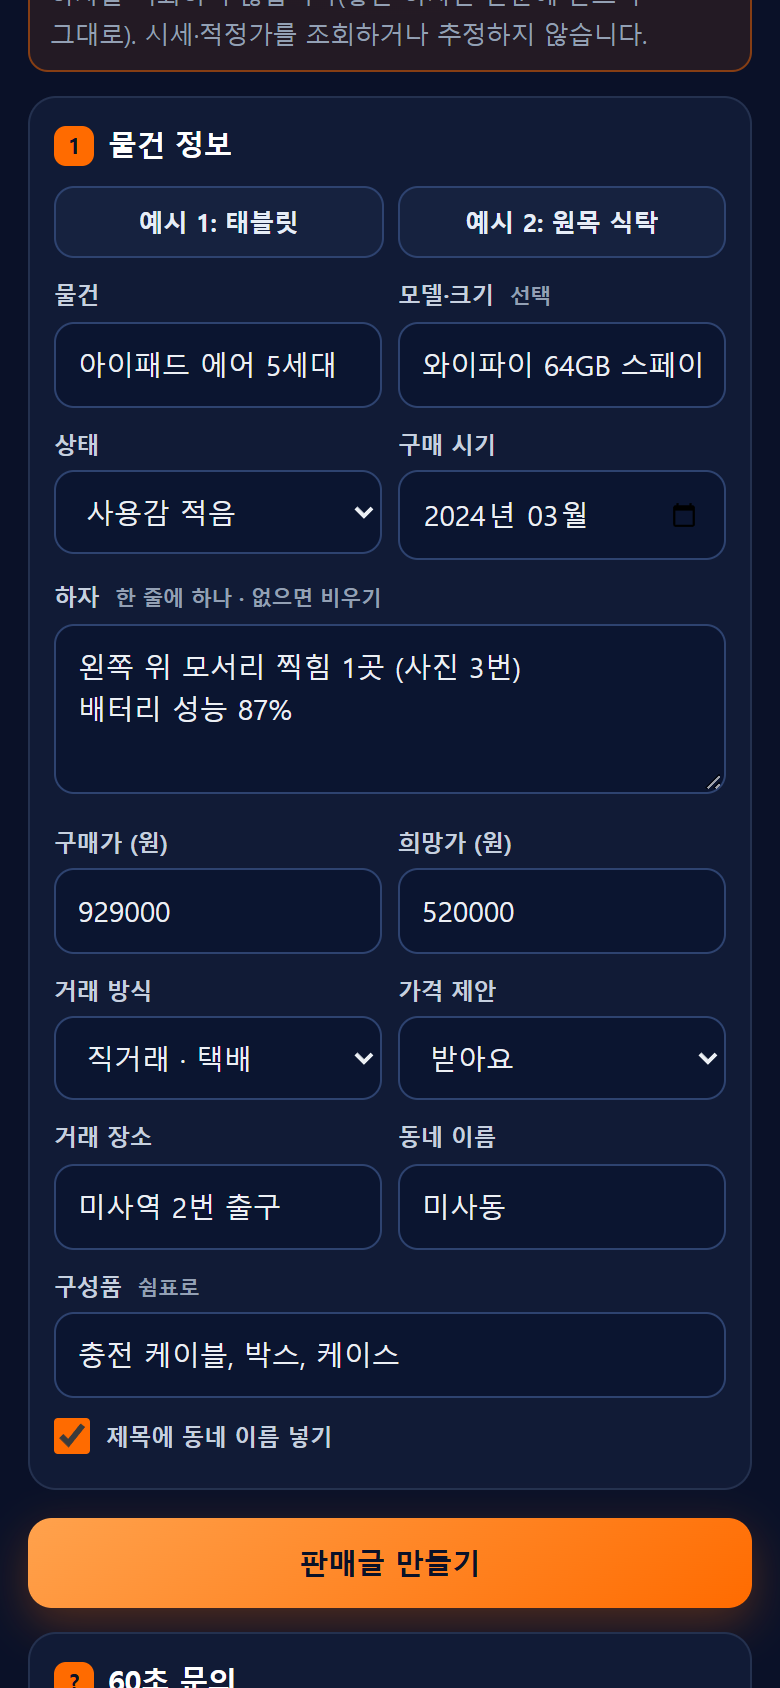 그대로). 시세·적정가를 조회하거나 추정하지 않습니다.
1 물건 정보
예시 1: 태블릿
예시 2: 원목 식탁
물건
모델·크기 선택
아이패드 에어 5세대
와이파이 64GB 스페이
상태
구매 시기
사용감 적음
2024년 03월
하자 한 줄에 하나 · 없으면 비우기
왼쪽 위 모서리 찍힘 1곳 (사진 3번)
배터리 성능 87%
구매가 (원)
희망가 (원)
929000
520000
거래 방식
가격 제안
직거래 · 택배
받아요
거래 장소
동네 이름
미사역 2번 출구
미사동
구성품 쉼표로
충전 케이블, 박스, 케이스
제목에 동네 이름 넣기
판매글 만들기
? 60초 문의